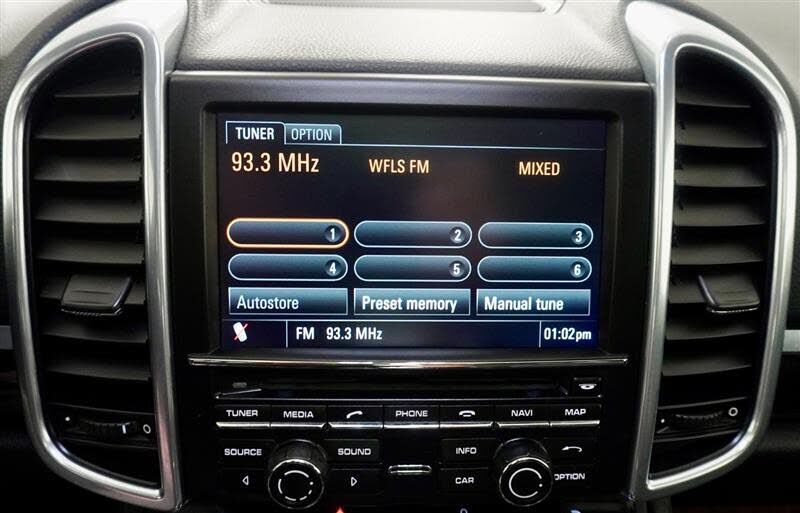 TUNER OPTION
93.3 MHz WFLS FM MIXED
1 2 3
4 5 6
Autostore Preset memory Manual tune
FM 93.3 MHz 01:02pm
TUNER MEDIA PHONE NAVI MAP
SOURCE SOUND INFO
CAR OPTION